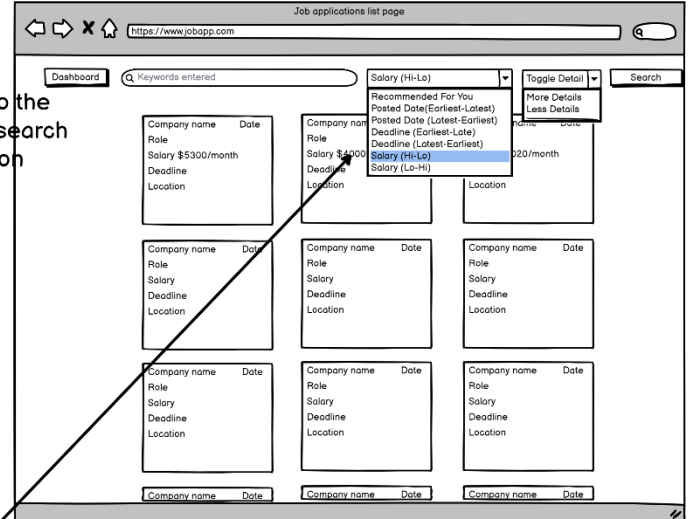 Job applications list page
https://www.jobapp.com
Dashboard
Keywords entered
Salary (Hi-Lo)
Toggle Detail
Search
Recommended For You
Posted Date(Earliest-Latest)
Posted Date (Latest-Earliest)
Deadline (Earliest-Late)
Deadline (Latest-Earliest)
Salary (Hi-Lo)
Salary (Lo-Hi)
More Details
Less Details
the
search
on
Company name Date
Role
Salary $5300/month
Deadline
Location
Company
Role
Salary $4000
Deadline
Location
name Date
020/month
Location
Company name Date
Role
Salary
Deadline
Location
Company name Date
Role
Salary
Deadline
Location
Company name Date
Role
Salary
Deadline
Location
Company name Date
Role
Salary
Deadline
Location
Company name Date
Role
Salary
Deadline
Location
Company name Date
Role
Salary
Deadline
Location
Company name Date
Company name Date
Company name Date